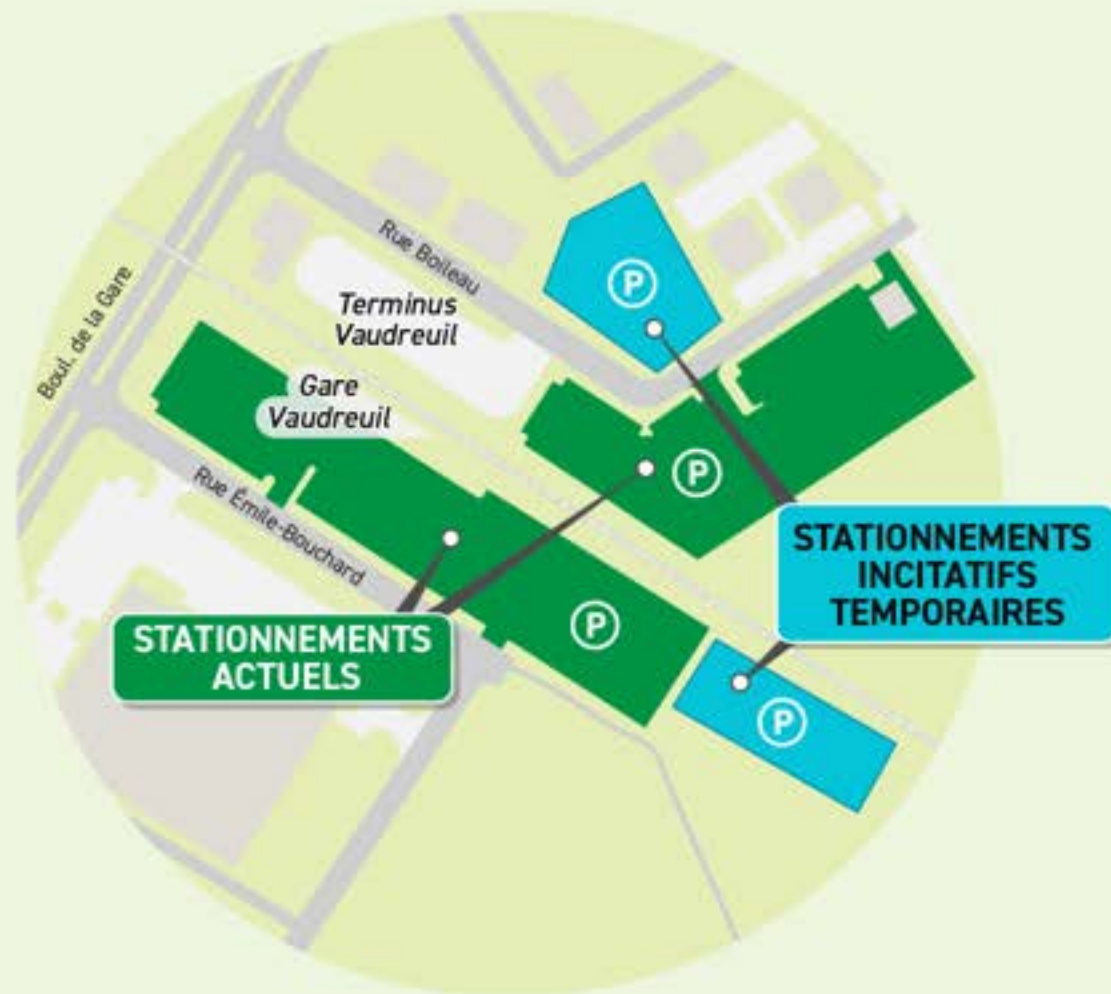 Boul. de la Gare
Rue Boileau
Terminus
Vaudreuil
Gare
Vaudreuil
Rue Émile-Bouchard
P
P
P
P
STATIONNEMENTS
INCITATIFS
TEMPORAIRES
STATIONNEMENTS
ACTUELS